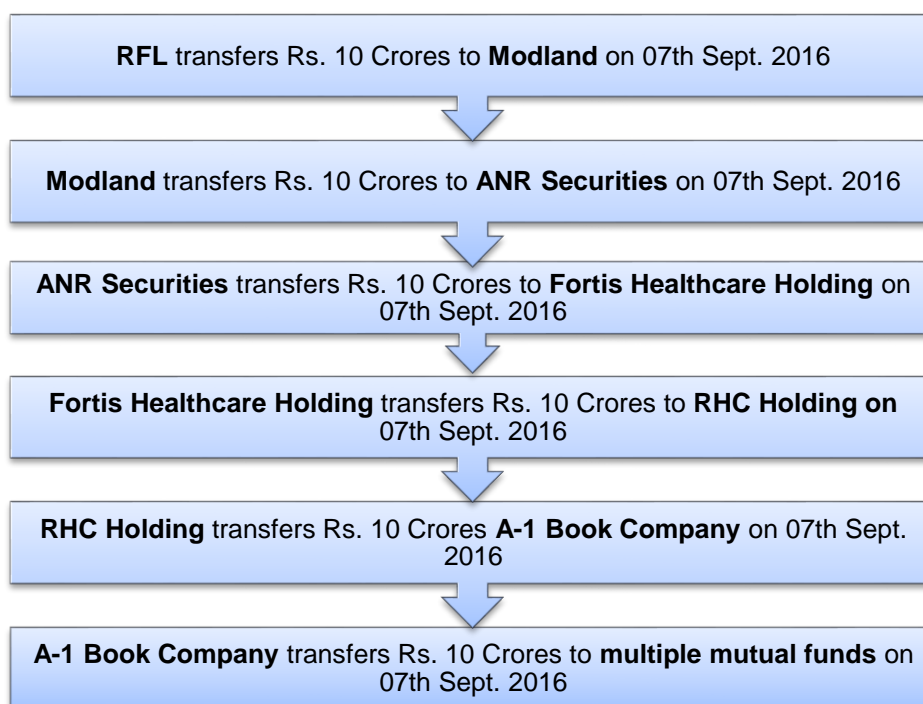 RFL transfers Rs. 10 Crores to Modland on 07th Sept. 2016
Modland transfers Rs. 10 Crores to ANR Securities on 07th Sept. 2016
ANR Securities transfers Rs. 10 Crores to Fortis Healthcare Holding on
07th Sept. 2016
Fortis Healthcare Holding transfers Rs. 10 Crores to RHC Holding on
07th Sept. 2016
RHC Holding transfers Rs. 10 Crores A-1 Book Company on 07th Sept.
2016
A-1 Book Company transfers Rs. 10 Crores to multiple mutual funds on
07th Sept. 2016